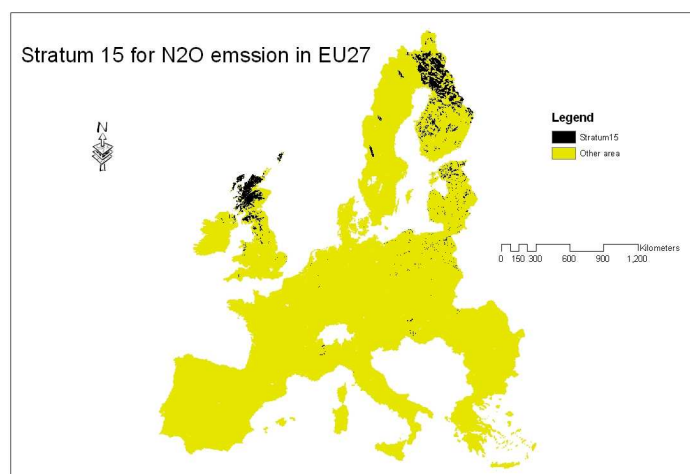 Stratum 15 for N2O emssion in EU27
N
Legend
Stratum15
Other area
Kilometers
0 150 300 600 900 1,200